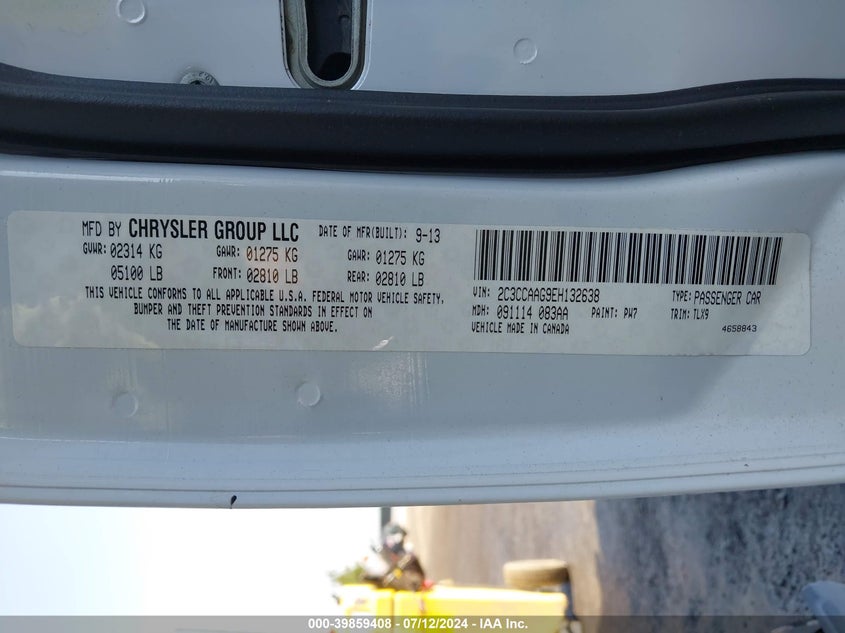 MFD BY CHRYSLER GROUP LLC DATE OF MFR(BUILT): 9-13
GVWR: 02314 KG GAWR: 01275 KG GAWR: 01275 KG
05100 LB FRONT: 02810 LB REAR: 02810 LB
THIS VEHICLE CONFORMS TO ALL APPLICABLE U.S.A. FEDERAL MOTOR VEHICLE SAFETY,
BUMPER AND THEFT PREVENTION STANDARDS IN EFFECT ON
THE DATE OF MANUFACTURE SHOWN ABOVE.
VIN: 2C3CCAAG9EH132638 TYPE: PASSENGER CAR
MDH: 091114 083AA PAINT: PW7 TRIM: TLX9
VEHICLE MADE IN CANADA 4658843
000-39859408 - 07/12/2024 - IAA Inc.